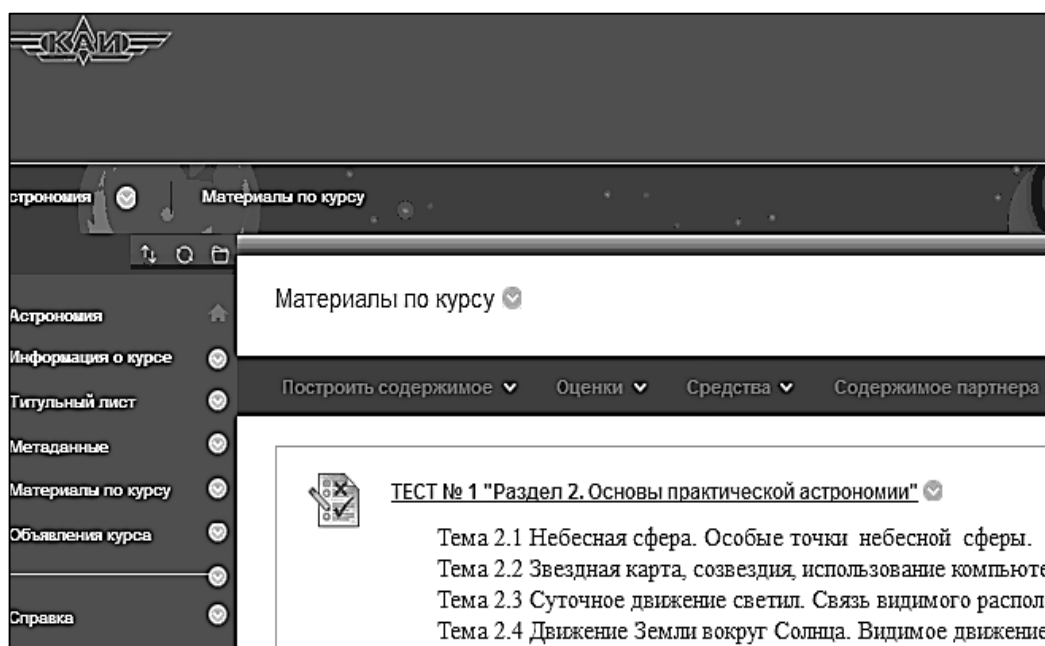 КАИ
строномия
Материалы по курсу
Астрономия
Информация о курсе
Титульный лист
Метаданные
Материалы по курсу
Объявления курса
Справка
Материалы по курсу
Построить содержимое Оценки Средства Содержимое партнера
ТЕСТ № 1 "Раздел 2. Основы практической астрономии"
Тема 2.1 Небесная сфера. Особые точки небесной сферы.
Тема 2.2 Звездная карта, созвездия, использование компьюте
Тема 2.3 Суточное движение светил. Связь видимого распол
Тема 2.4 Движение Земли вокруг Солнца. Видимое движение